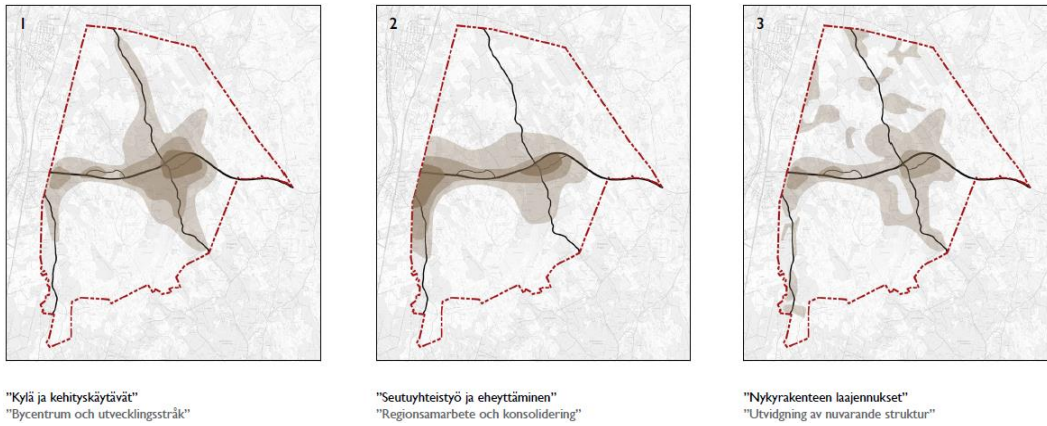 1
2
3
”Kylä ja kehityskäytävät”
”Bycentrum och utvecklingsstråk”
”Seutuyhteistyö ja eheyttäminen”
”Regionsamarbete och konsolidering”
”Nykyrakenteen laajennukset”
”Utvidgning av nuvarande struktur”